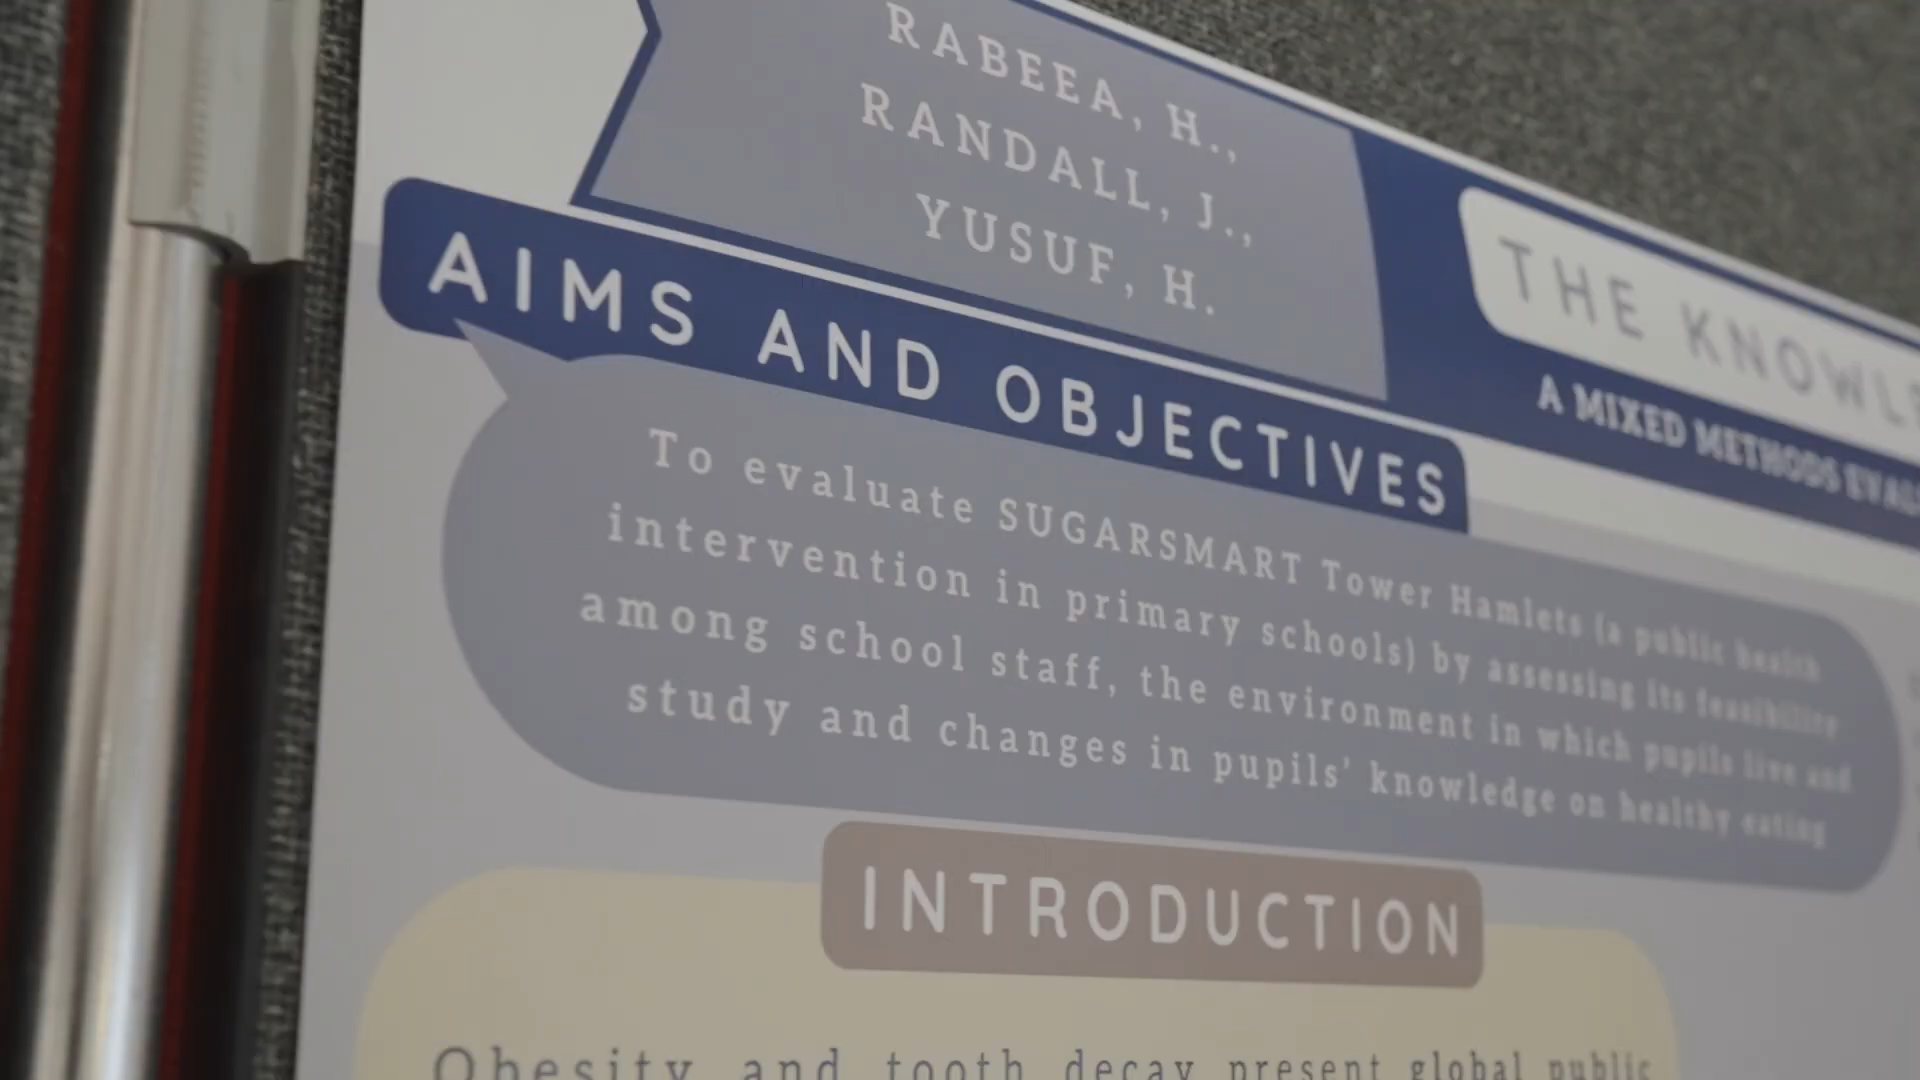 RABEEA, H.,
RANDALL, J.,
YUSUF, H.
THE
A MIXED METHODS
AIMS AND OBJECTIVES
To evaluate SUGARSMART Tower Hamlets (a public health
intervention in primary schools) by assessing its feasibility
among school staff, the environment in which pupils live and
study and changes in pupils' knowledge on healthy eating
INTRODUCTION
Obesity and tooth decay present global public